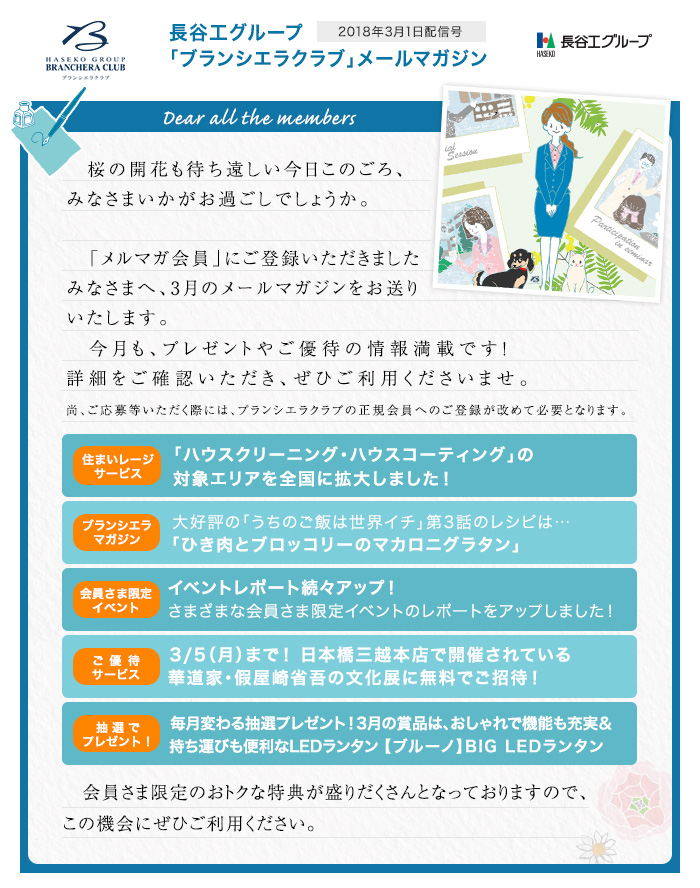 HASEKO GROUP
BRANCHERA CLUB
ブランシエラクラブ
長谷工グループ
2018年3月1日配信号
「ブランシエラクラブ」メールマガジン
HASEKO
長谷工グループ
Dear all the members
ial
Session
Participation
in seminar
桜の開花も待ち遠しい今日このごろ、
みなさまいかがお過ごしでしょうか。
「メルマガ会員」にご登録いただきました
みなさまへ、3月のメールマガジンをお送り
いたします。
今月も、プレゼントやご優待の情報満載です!
詳細をご確認いただき、ぜひご利用くださいませ。
尚、ご応募等いただく際には、ブランシエラクラブの正規会員へのご登録が改めて必要となります。
住まいレージ
サービス
「ハウスクリーニング・ハウスコーティング」の
対象エリアを全国に拡大しました!
ブランシエラ
マガジン
大好評の「うちのご飯は世界イチ」第3話のレシピは…
「ひき肉とブロッコリーのマカロニグラタン」
会員さま限定
イベント
イベントレポート続々アップ!
さまざまな会員さま限定イベントのレポートをアップしました!
ご優待
サービス
3/5(月)まで! 日本橋三越本店で開催されている
華道家・假屋崎省吾の文化展に無料でご招待!
抽選で
プレゼント!
毎月変わる抽選プレゼント!3月の賞品は、おしゃれで機能も充実&
持ち運びも便利なLEDランタン【ブルーノ】BIG LEDランタン
会員さま限定のおトクな特典が盛りだくさんとなっておりますので、
この機会にぜひご利用ください。